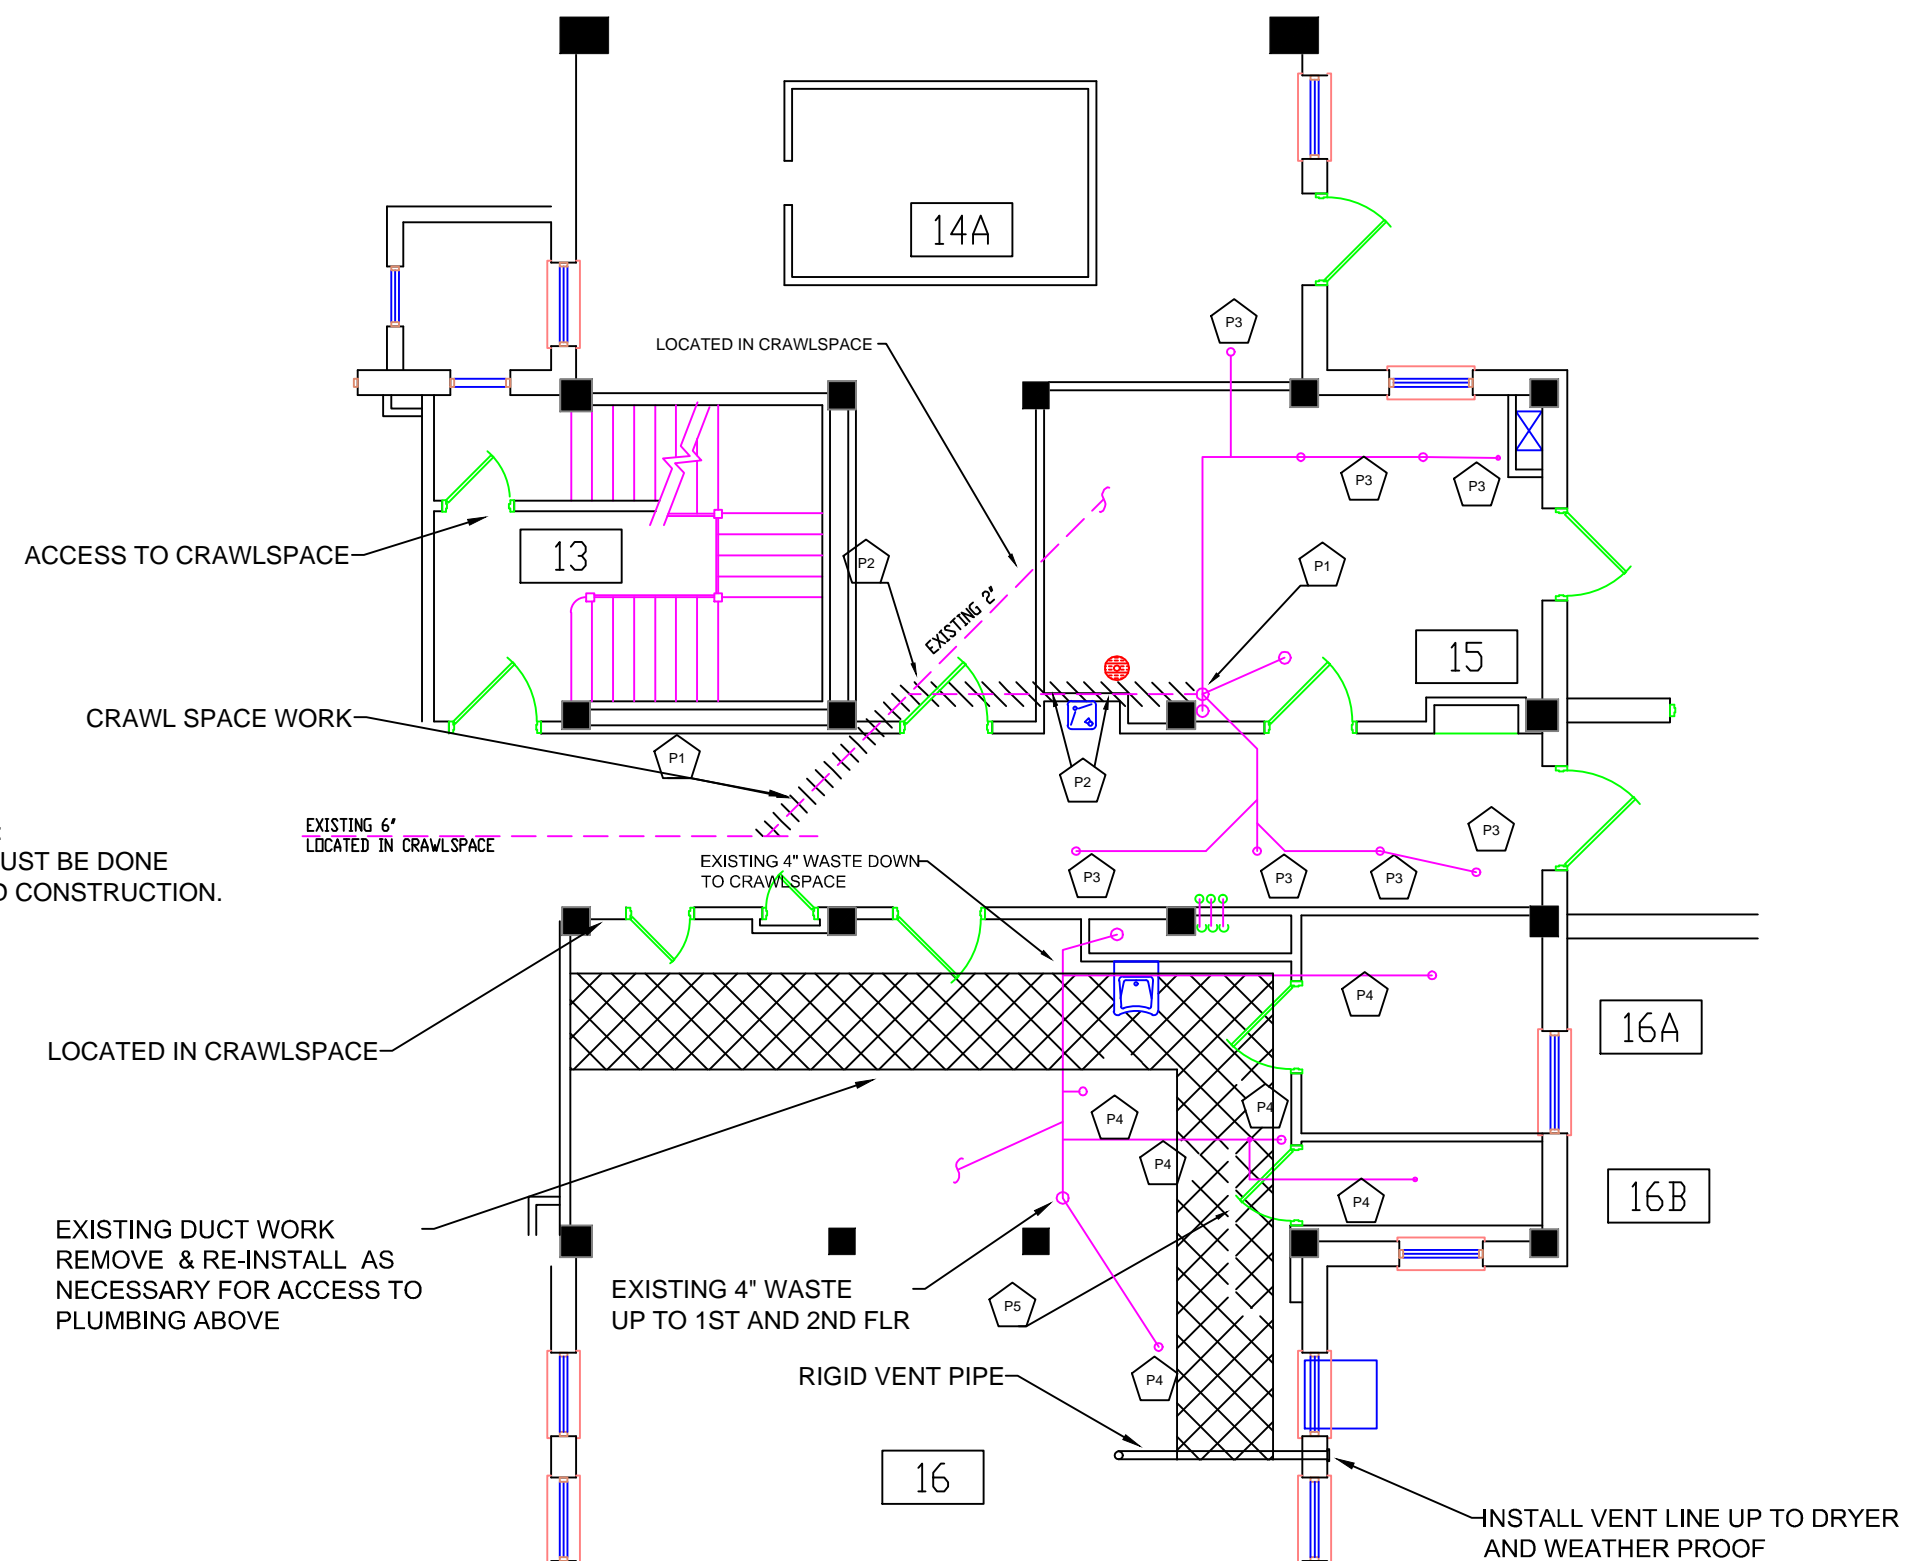 14A
P3
LOCATED IN CRAWLSPACE
P3
P3
ACCESS TO CRAWLSPACE
13
P2
P1
EXISTING 2"
15
CRAWL SPACE WORK
P1
P2
EXISTING 6"
LOCATED IN CRAWLSPACE
UST BE DONE
CONSTRUCTION.
EXISTING 4" WASTE DOWN
TO CRAWLSPACE
P3
P3
P3
P3
P4
16A
LOCATED IN CRAWLSPACE
P4
P4
P4
P4
16B
EXISTING DUCT WORK
REMOVE & RE-INSTALL AS
NECESSARY FOR ACCESS TO
PLUMBING ABOVE
EXISTING 4" WASTE
UP TO 1ST AND 2ND FLR
P5
RIGID VENT PIPE
P4
16
INSTALL VENT LINE UP TO DRYER
AND WEATHER PROOF